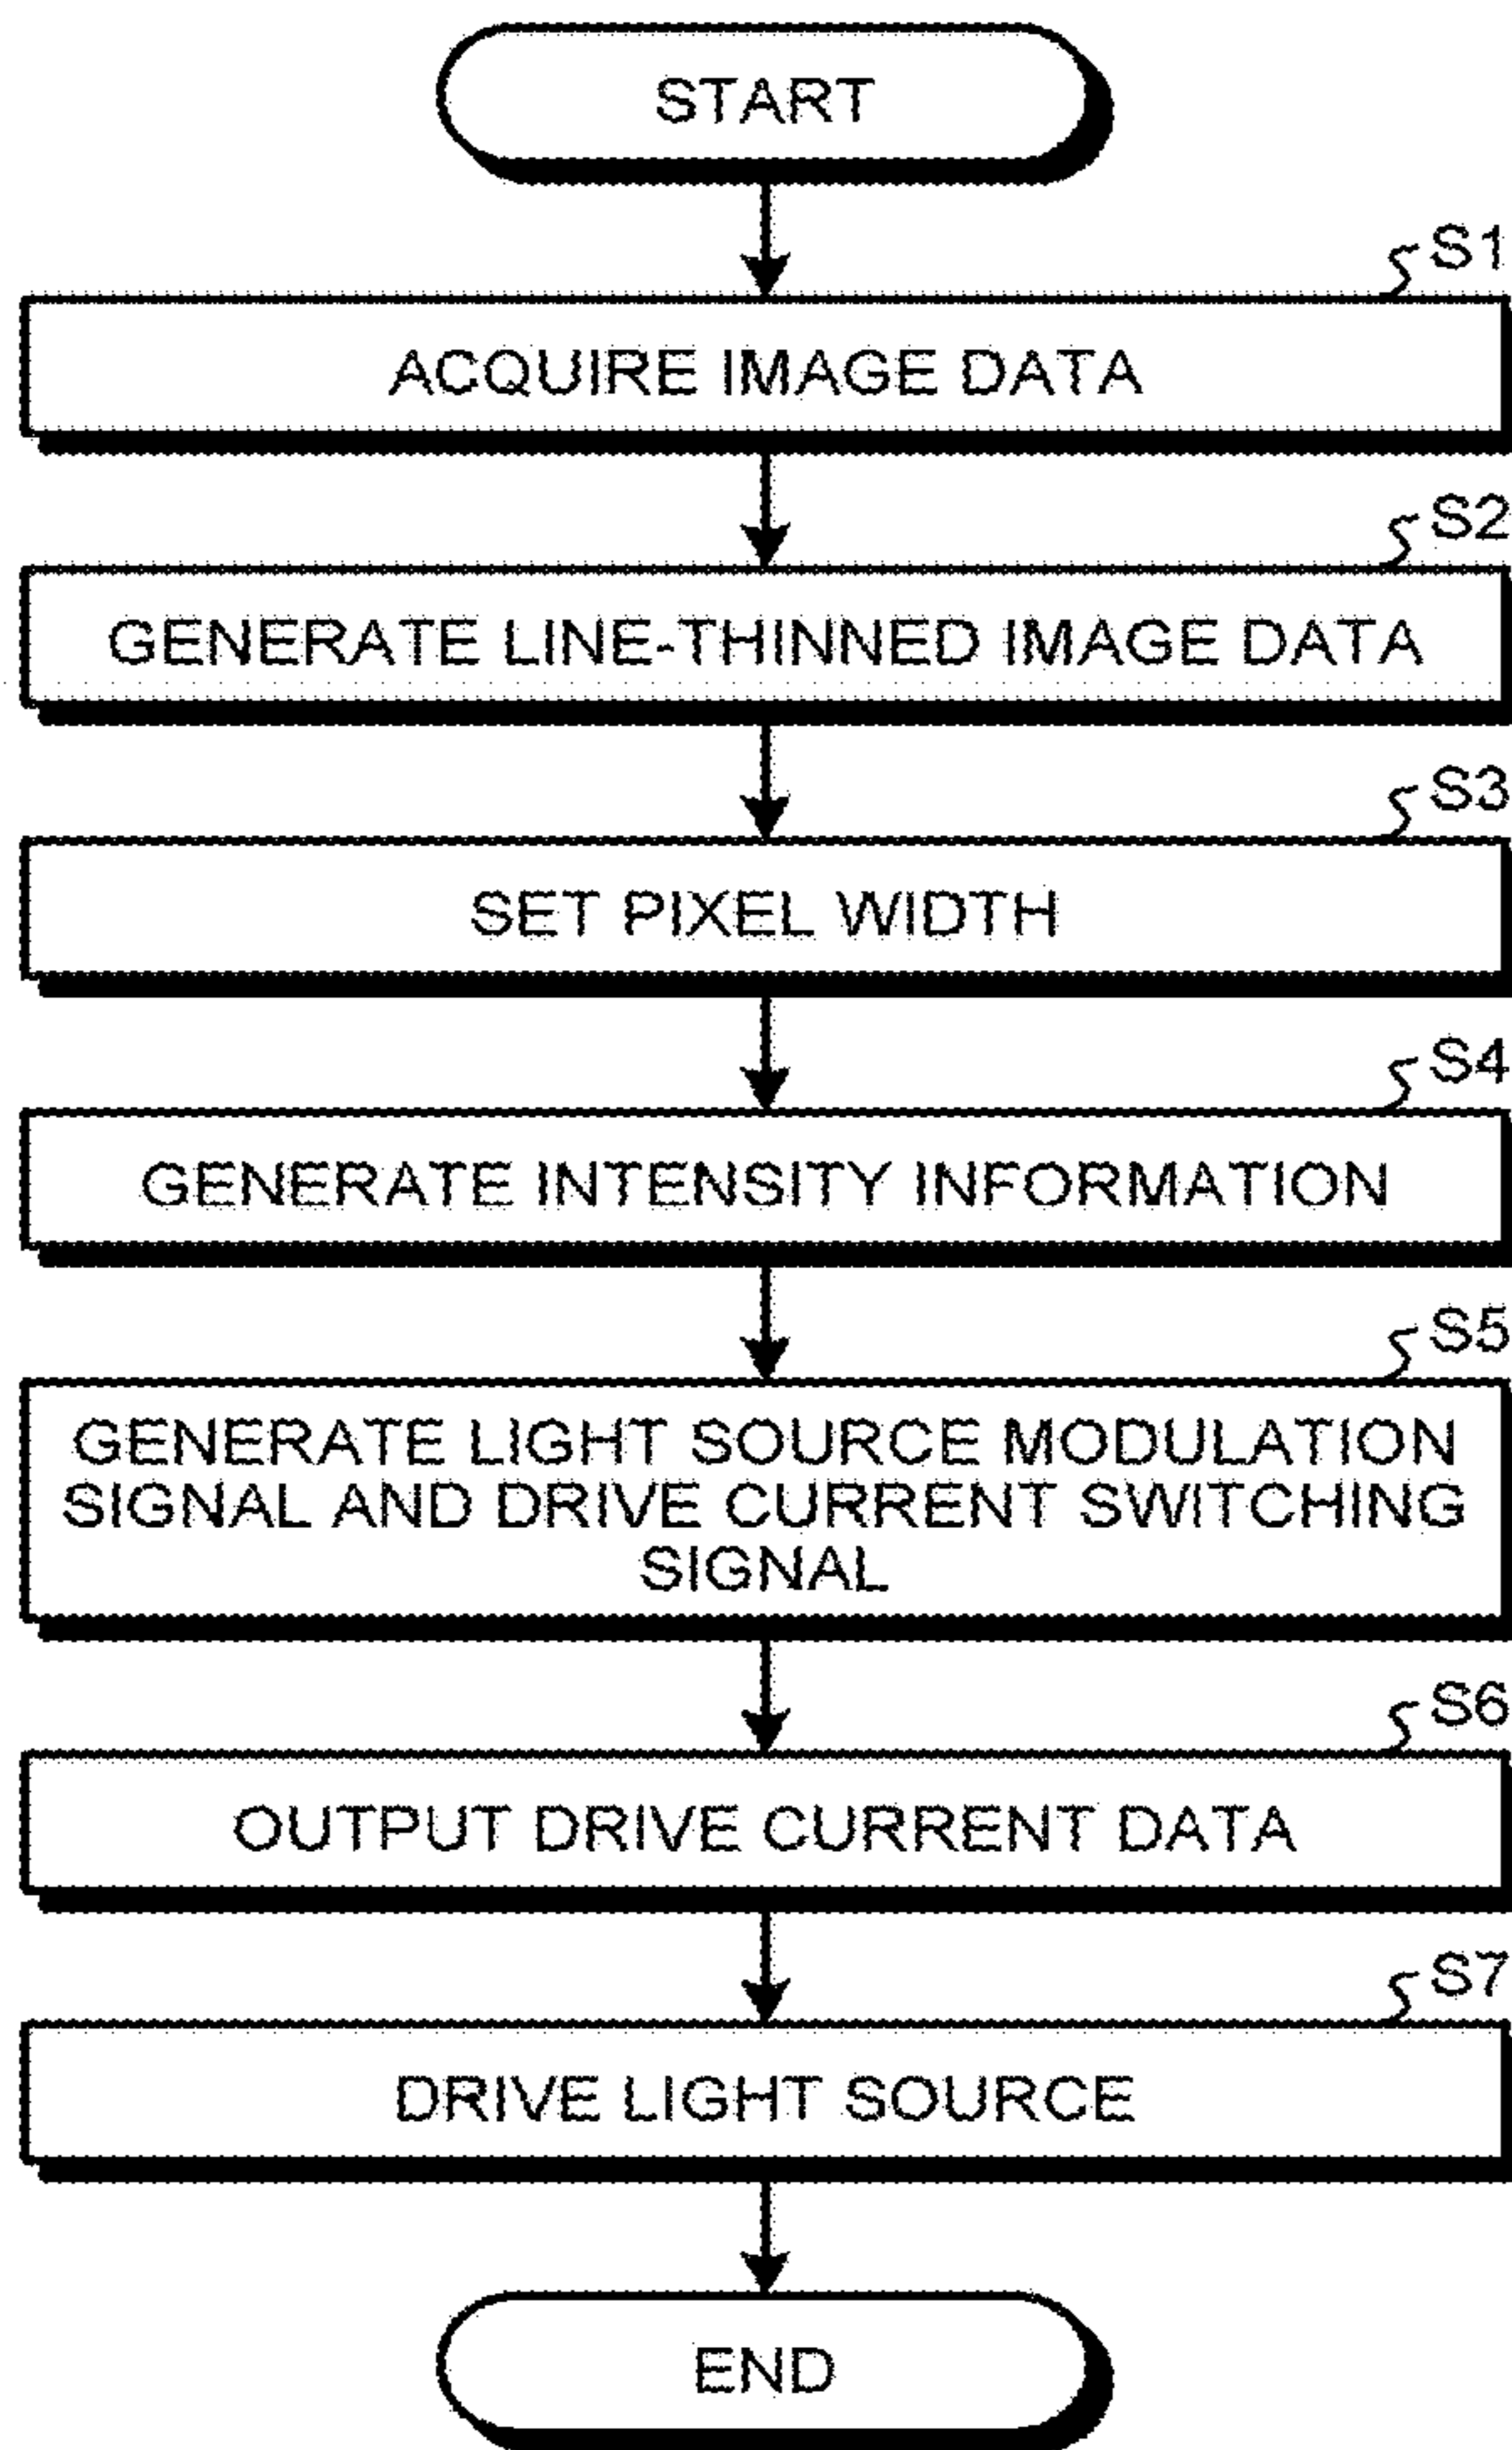 START
S1
ACQUIRE IMAGE DATA
S2
GENERATE LINE-THINNED IMAGE DATA
S3
SET PIXEL WIDTH
S4
GENERATE INTENSITY INFORMATION
S5
GENERATE LIGHT SOURCE MODULATION
SIGNAL AND DRIVE CURRENT SWITCHING
SIGNAL
S6
OUTPUT DRIVE CURRENT DATA
S7
DRIVE LIGHT SOURCE
END